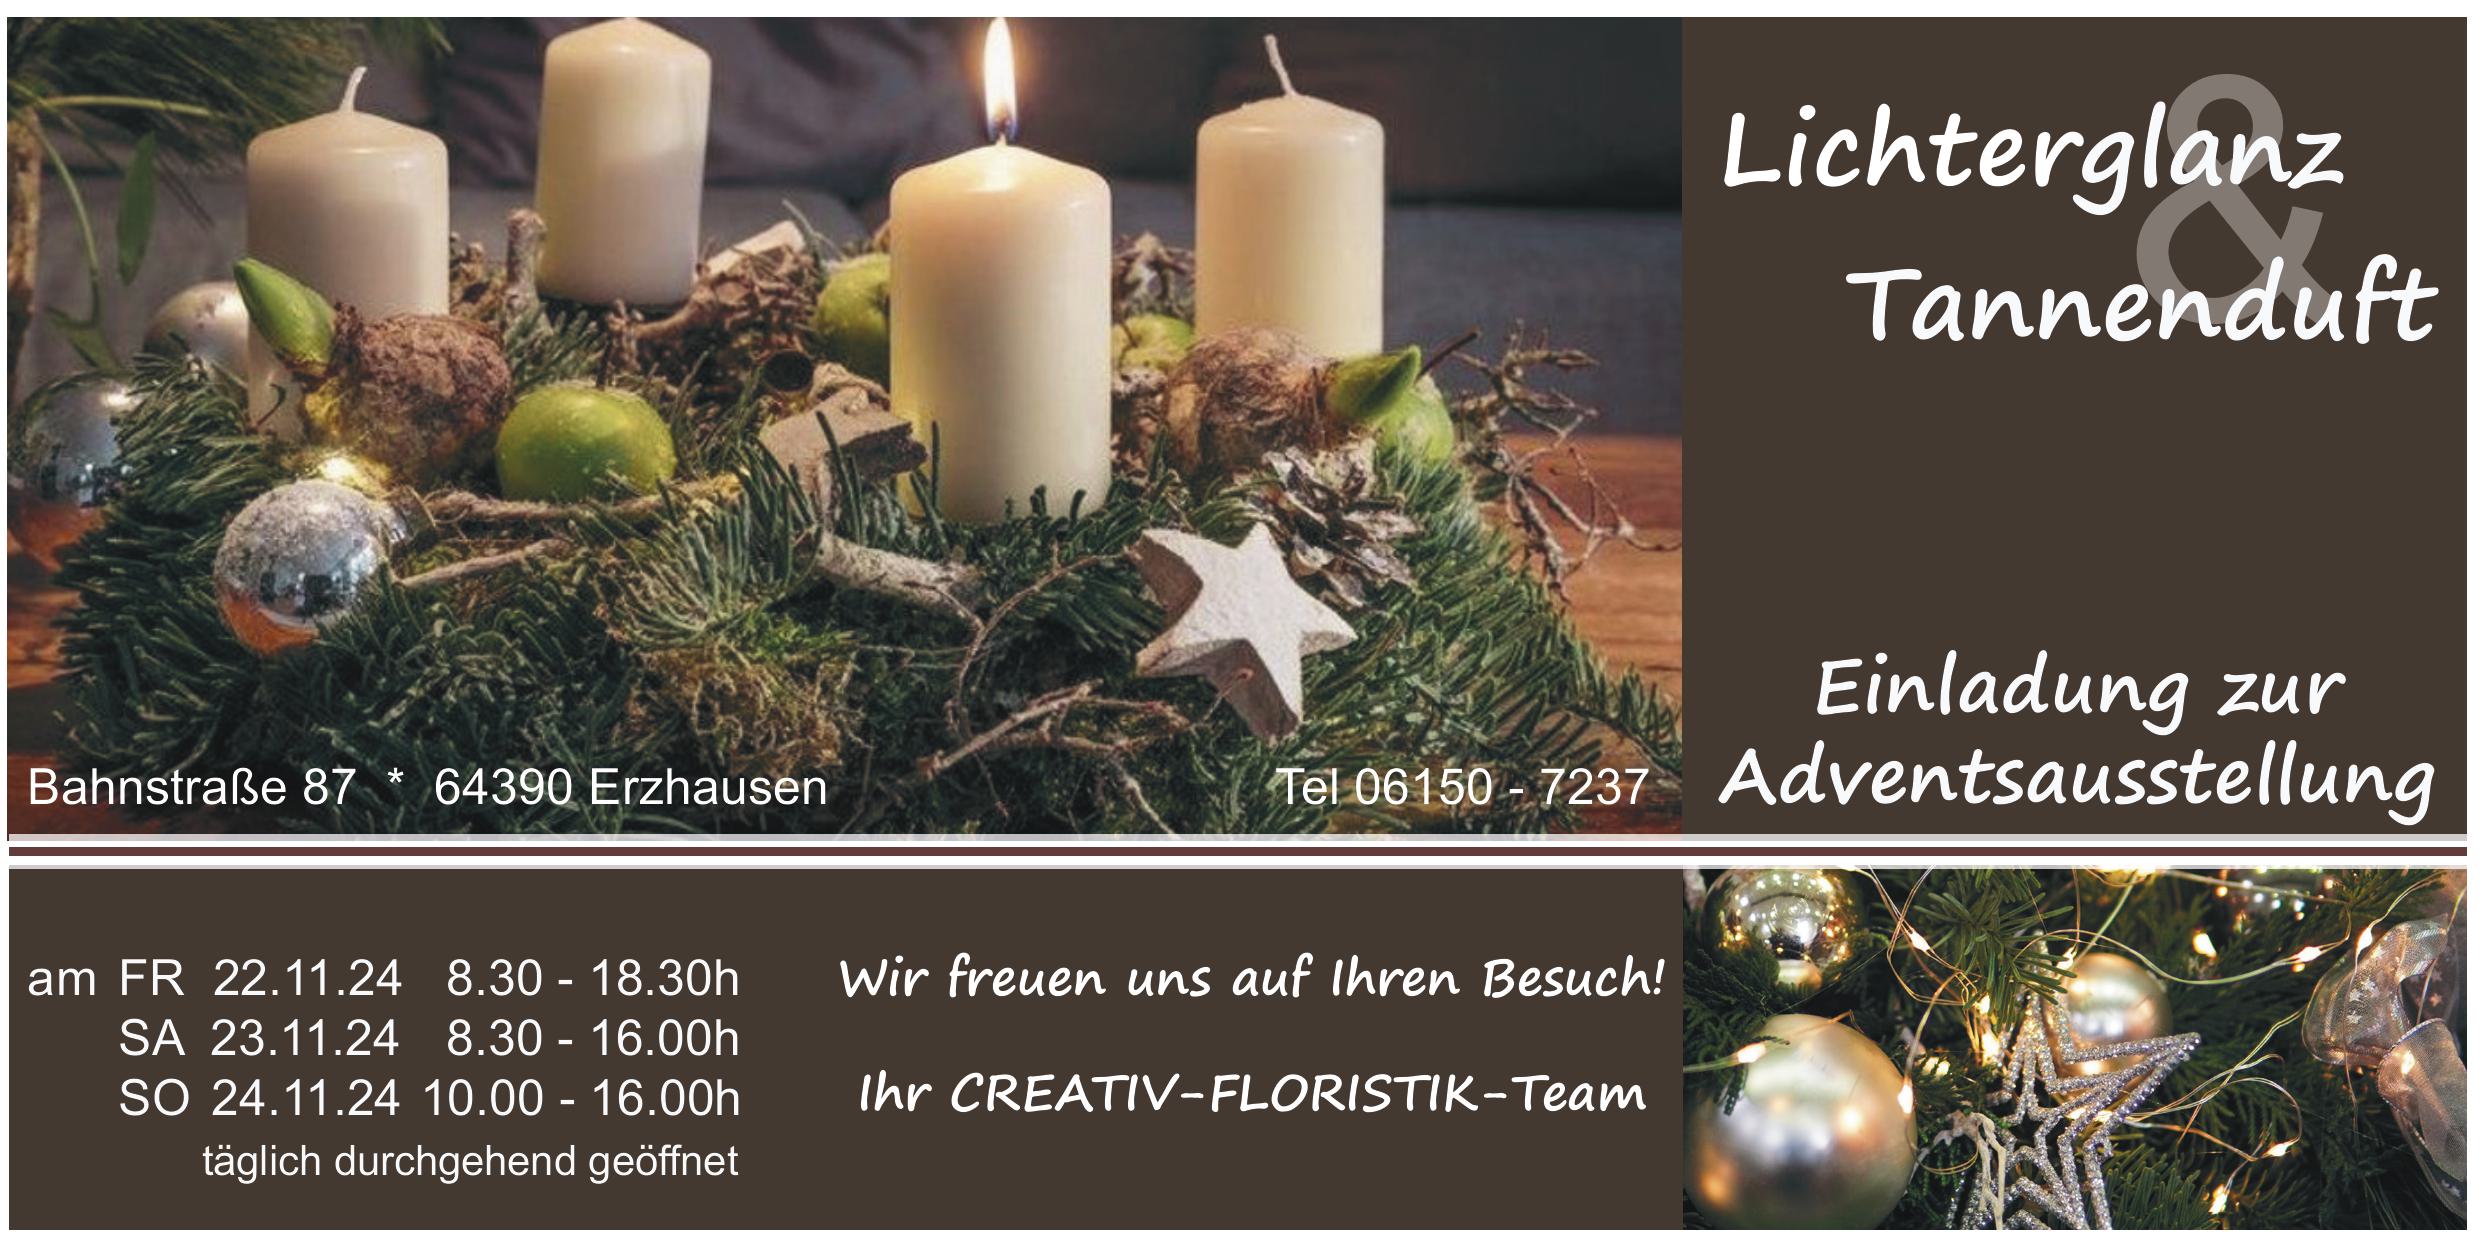 Lichterglanz
&
Tannenduft
Einladung zur
Adventsausstellung
Bahnstraße 87 * 64390 Erzhausen
Tel 06150 - 7237
am FR 22.11.24 8.30 - 18.30h
SA 23.11.24 8.30 - 16.00h
SO 24.11.24 10.00 - 16.00h
täglich durchgehend geöffnet
Wir freuen uns auf Ihren Besuch!
Ihr CREATIV-FLORISTIK-Team